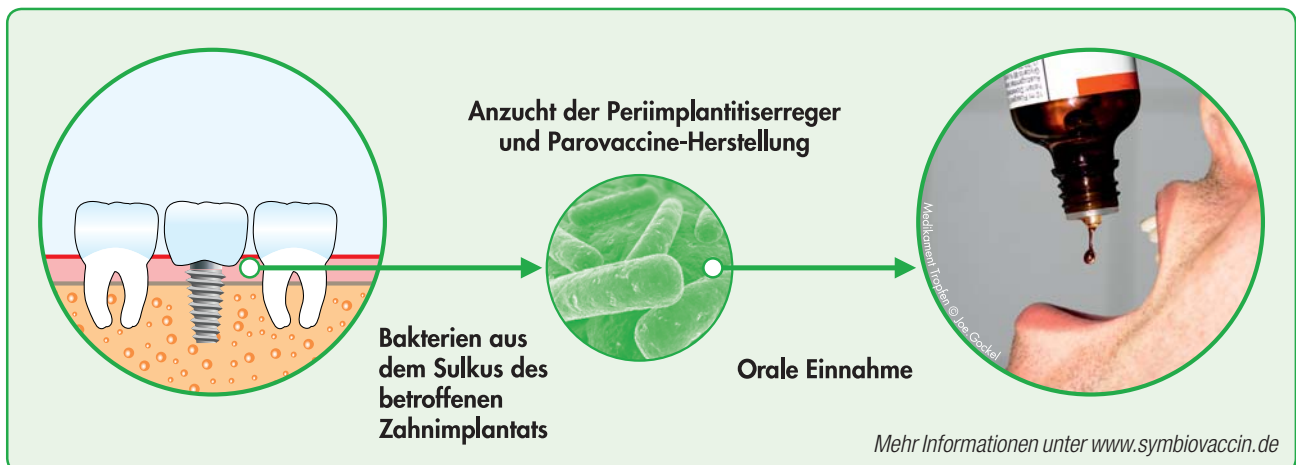 Anzucht der Periimplantitiserreger
und Parovaccine-Herstellung
Bakterien aus
dem Sulkus des
betroffenen
Zahnimplantats
Orale Einnahme
Medikament Tropfen © Joe Gockel
Mehr Informationen unter www.symbiovaccin.de